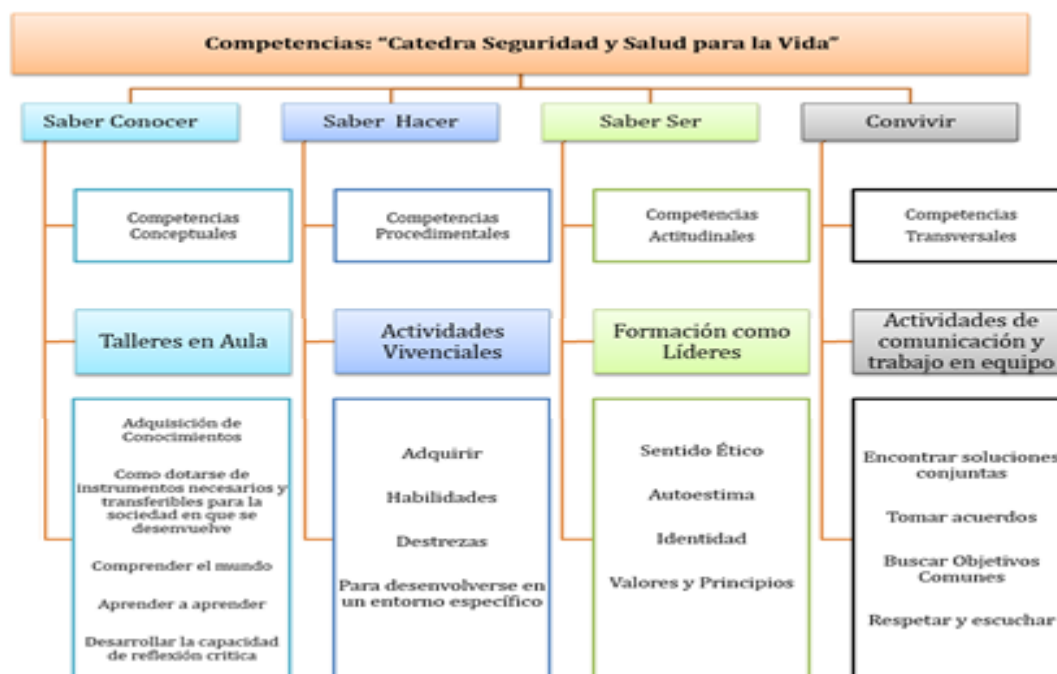 Competencias: “Catedra Seguridad y Salud para la Vida”
Saber Conocer
Saber Hacer
Saber Ser
Convivir
Competencias
Conceptuales
Competencias
Procedimentales
Competencias
Actitudinales
Competencias
Transversales
Talleres en Aula
Actividades
Vivenciales
Formación como
Líderes
Actividades de
comunicación y
trabajo en equipo
Adquisición de
Conocimientos
Como dotarse de
instrumentos necesarios y
transferibles para la
sociedad en que se
desenvuelve
Comprender el mundo
Aprender a aprender
Desarrollar la capacidad
de reflexión critica
Adquirir
Habilidades
Destrezas
Para desenvolverse en
un entorno específico
Sentido Ético
Autoestima
Identidad
Valores y Principios
Encontrar soluciones
conjuntas
Tomar acuerdos
Buscar Objetivos
Comunes
Respetar y escuchar